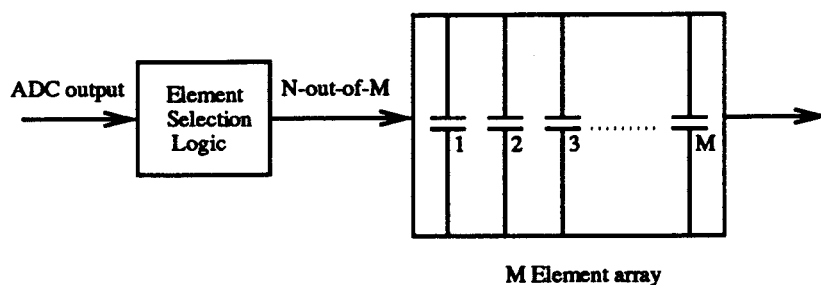 ADC output
Element
Selection
Logic
N-out-of-M
1
2
3
M
M Element array